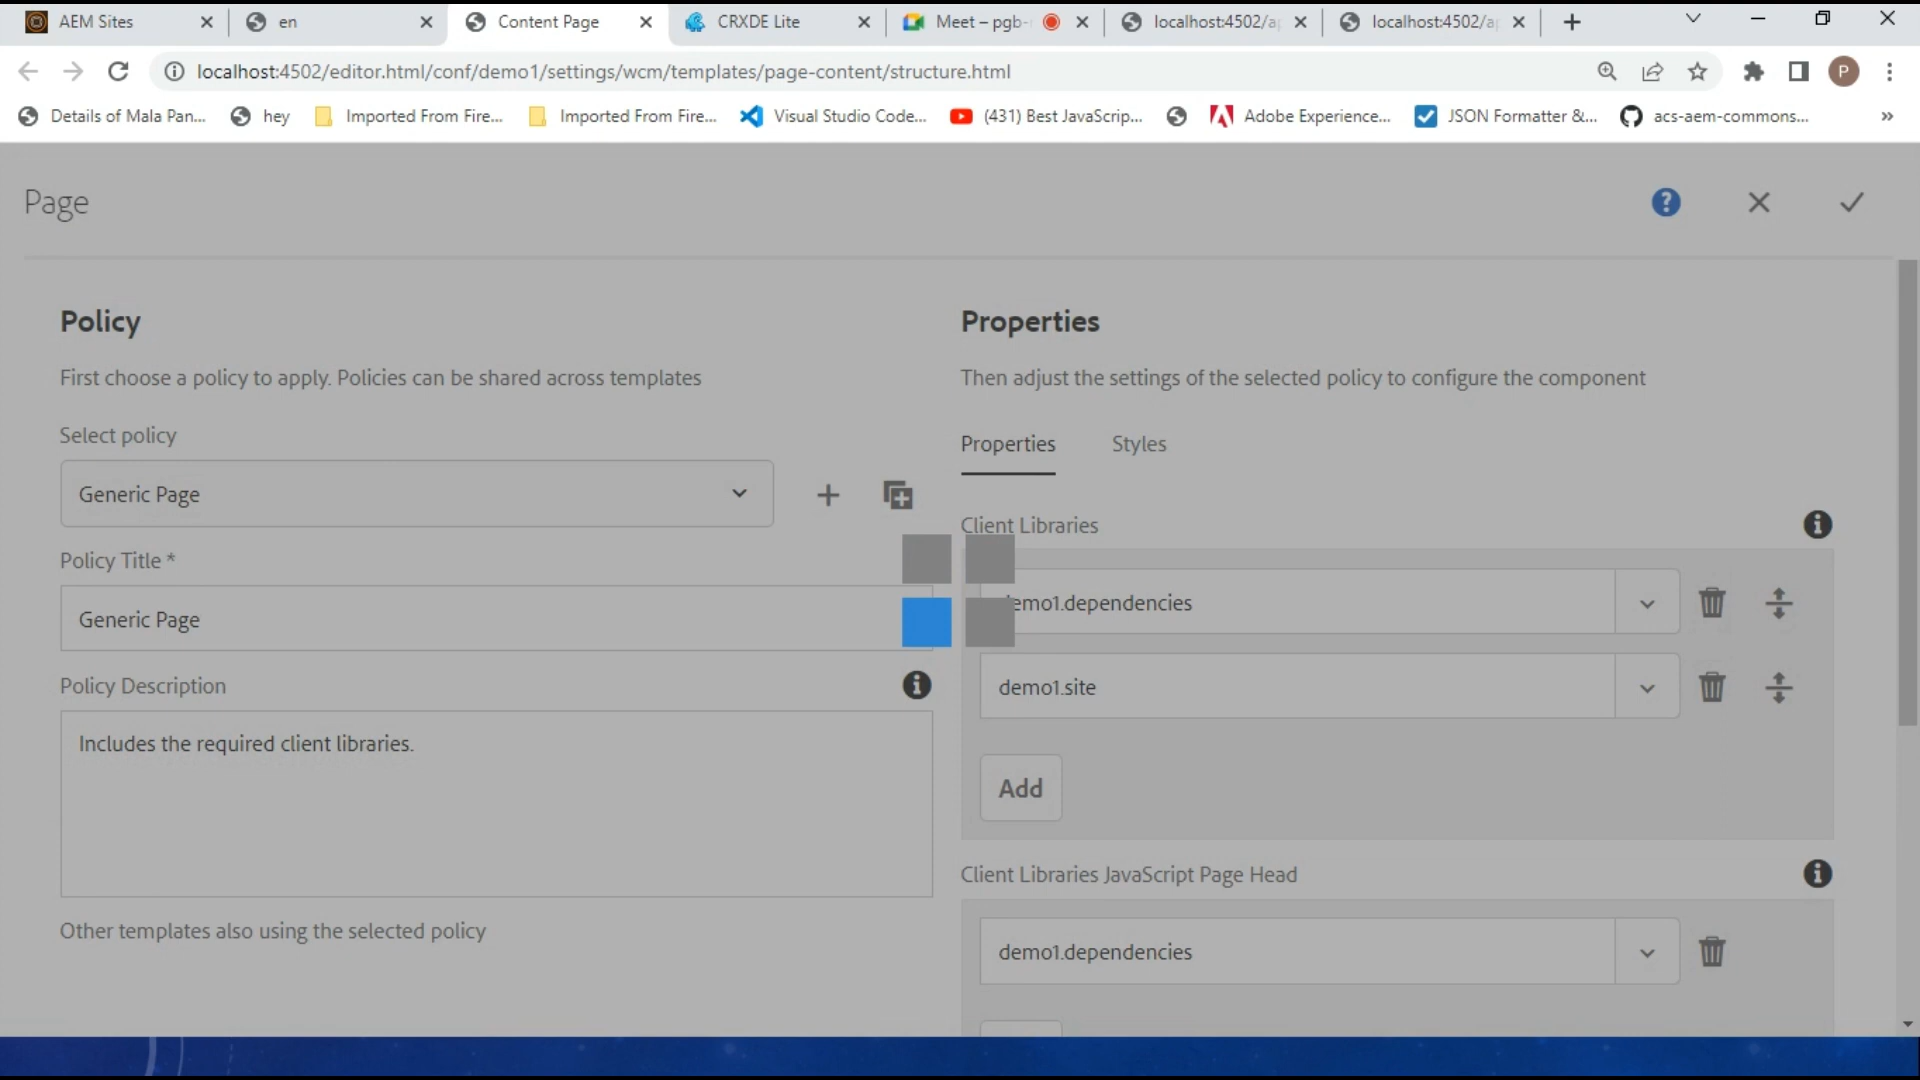 AEM Sites
en
Content Page
CRXDE Lite
Meet – pgb-
localhost:4502/a
localhost:4502/a
localhost:4502/editor.html/conf/demo1/settings/wcm/templates/page-content/structure.html
P
Details of Mala Pan...
hey
Imported From Fire...
Imported From Fire...
Visual Studio Code...
(431) Best JavaScrip...
Adobe Experience...
JSON Formatter &...
acs-aem-commons...
»
Page
Policy
First choose a policy to apply. Policies can be shared across templates
Select policy
Generic Page
Policy Title *
Generic Page
Policy Description
Includes the required client libraries.
Other templates also using the selected policy
Properties
Then adjust the settings of the selected policy to configure the component
Properties
Styles
Client Libraries
emo1.dependencies
demo1.site
Add
Client Libraries JavaScript Page Head
demo1.dependencies